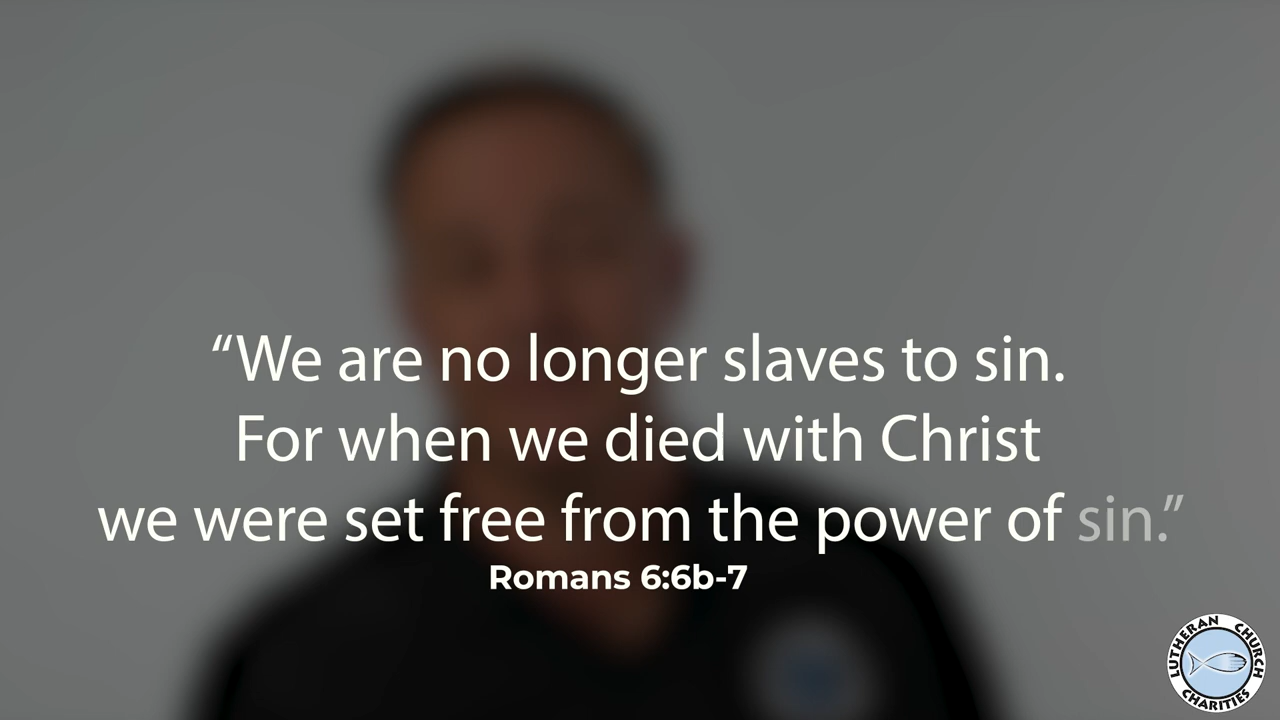 “We are no longer slaves to sin.
For when we died with Christ
we were set free from the power of sin.”
Romans 6:6b-7
LUTHERAN CHURCH
CHARITIES